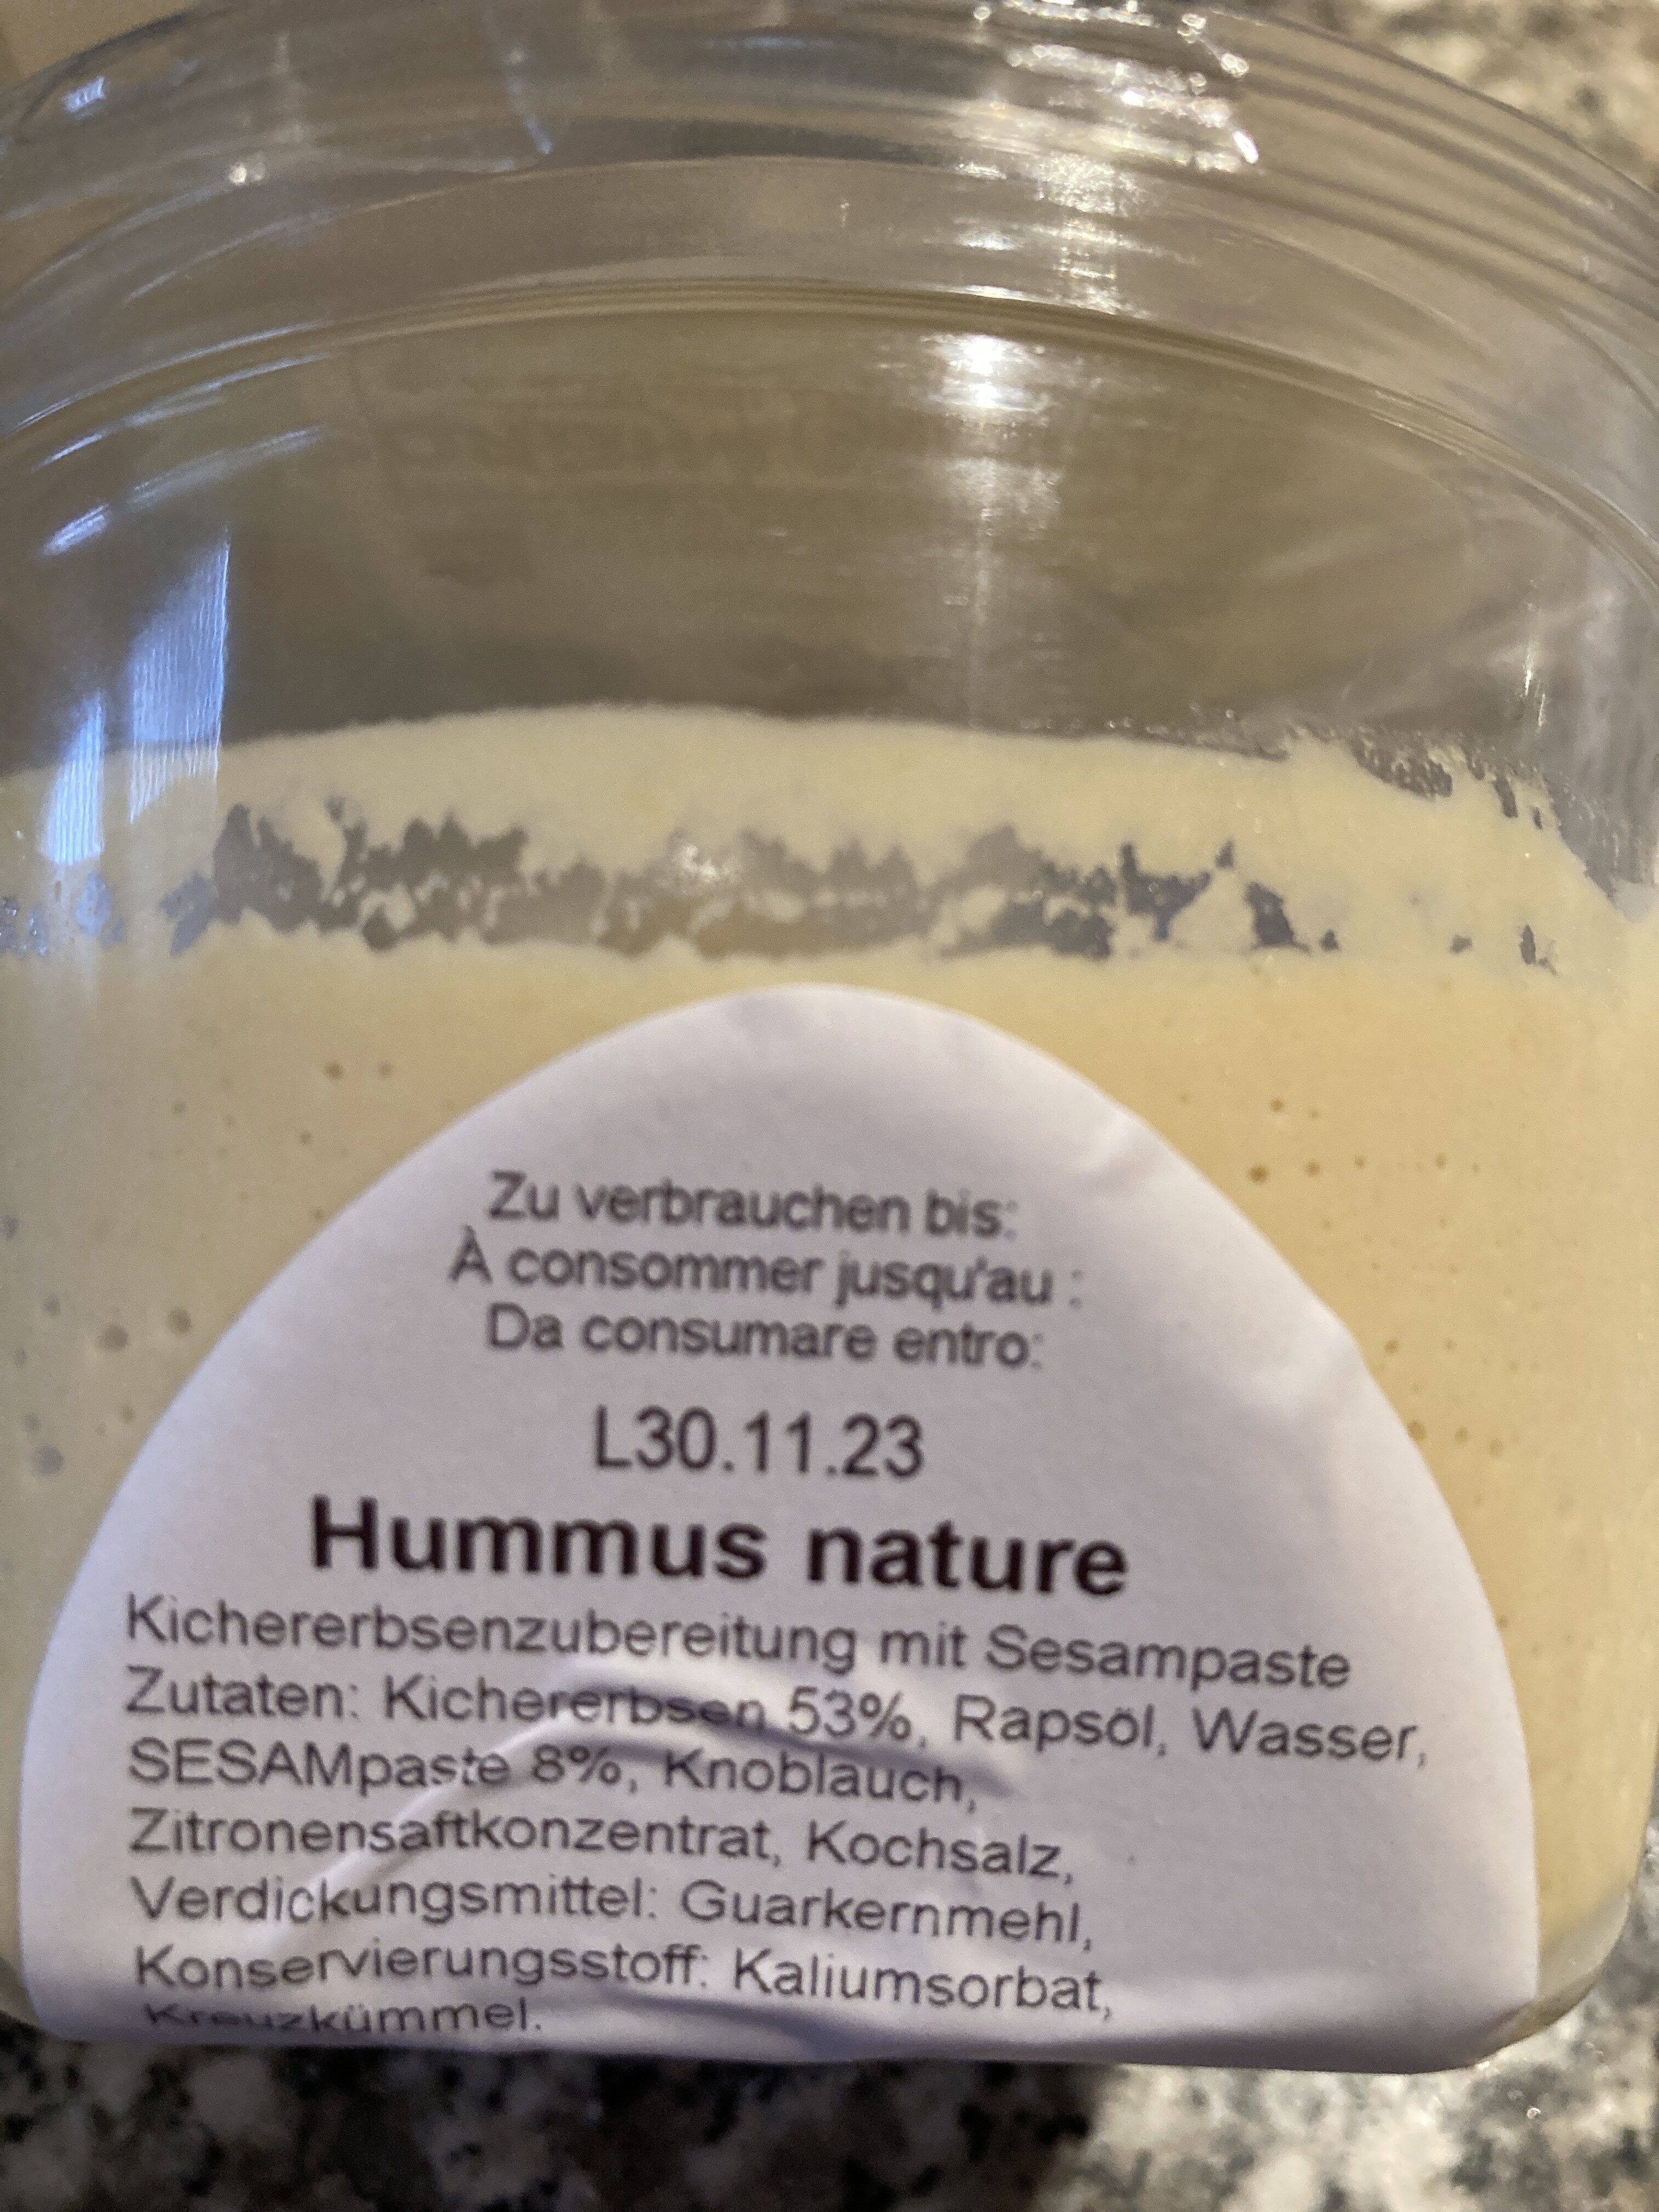 Zu verbrauchen bis:
À consommer jusqu'au :
Da consumare entro:
L30.11.23
Hummus nature
Kichererbsenzubereitung mit Sesampaste
Zutaten: Kichererbsen 53%, Rapsöl, Wasser,
SESAMpaste 8%, Knoblauch,
Zitronensaftkonzentrat, Kochsalz,
Verdickungsmittel: Guarkernmehl,
Konservierungsstoff: Kaliumsorbat,
Kreuzkümmel.